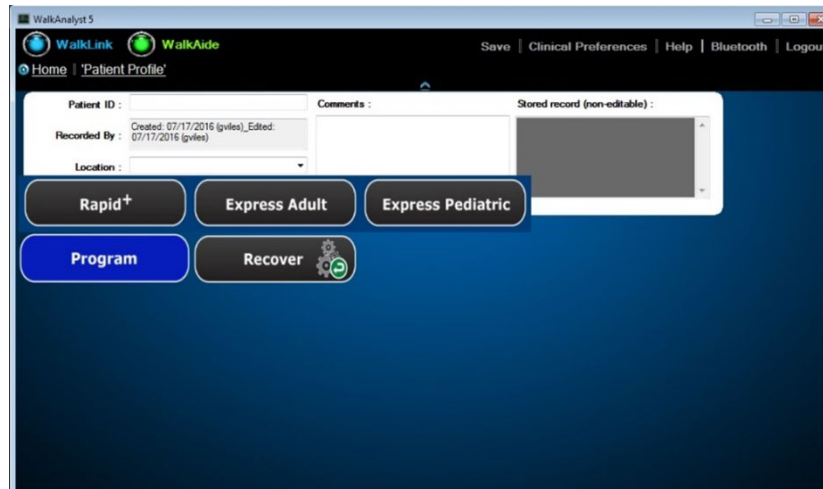 WalkAnalyst 5
WalkLink WalkAide
Save | Clinical Preferences | Help | Bluetooth | Logou
Home | 'Patient Profile'
Patient ID :
Comments :
Stored record (non-editable) :
Recorded By :
Created: 07/17/2016 (gviles)_Edited:
07/17/2016 (gviles)
Location :
Rapid+
Express Adult
Express Pediatric
Program
Recover